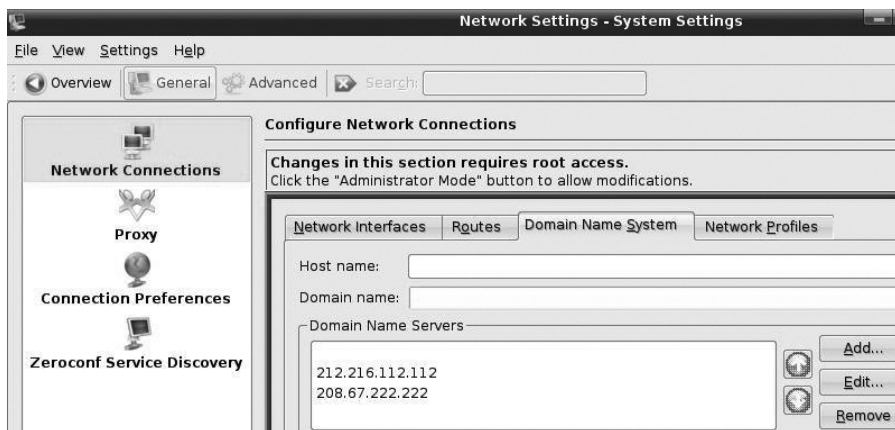 Network Settings - System Settings
File View Settings Help
Overview General Advanced Search:
Network Connections
Proxy
Connection Preferences
Zeroconf Service Discovery
Configure Network Connections
Changes in this section requires root access.
Click the "Administrator Mode" button to allow modifications.
Network Interfaces Routes Domain Name System Network Profiles
Host name:
Domain name:
Domain Name Servers
212.216.112.112
208.67.222.222
Add...
Edit...
Remove